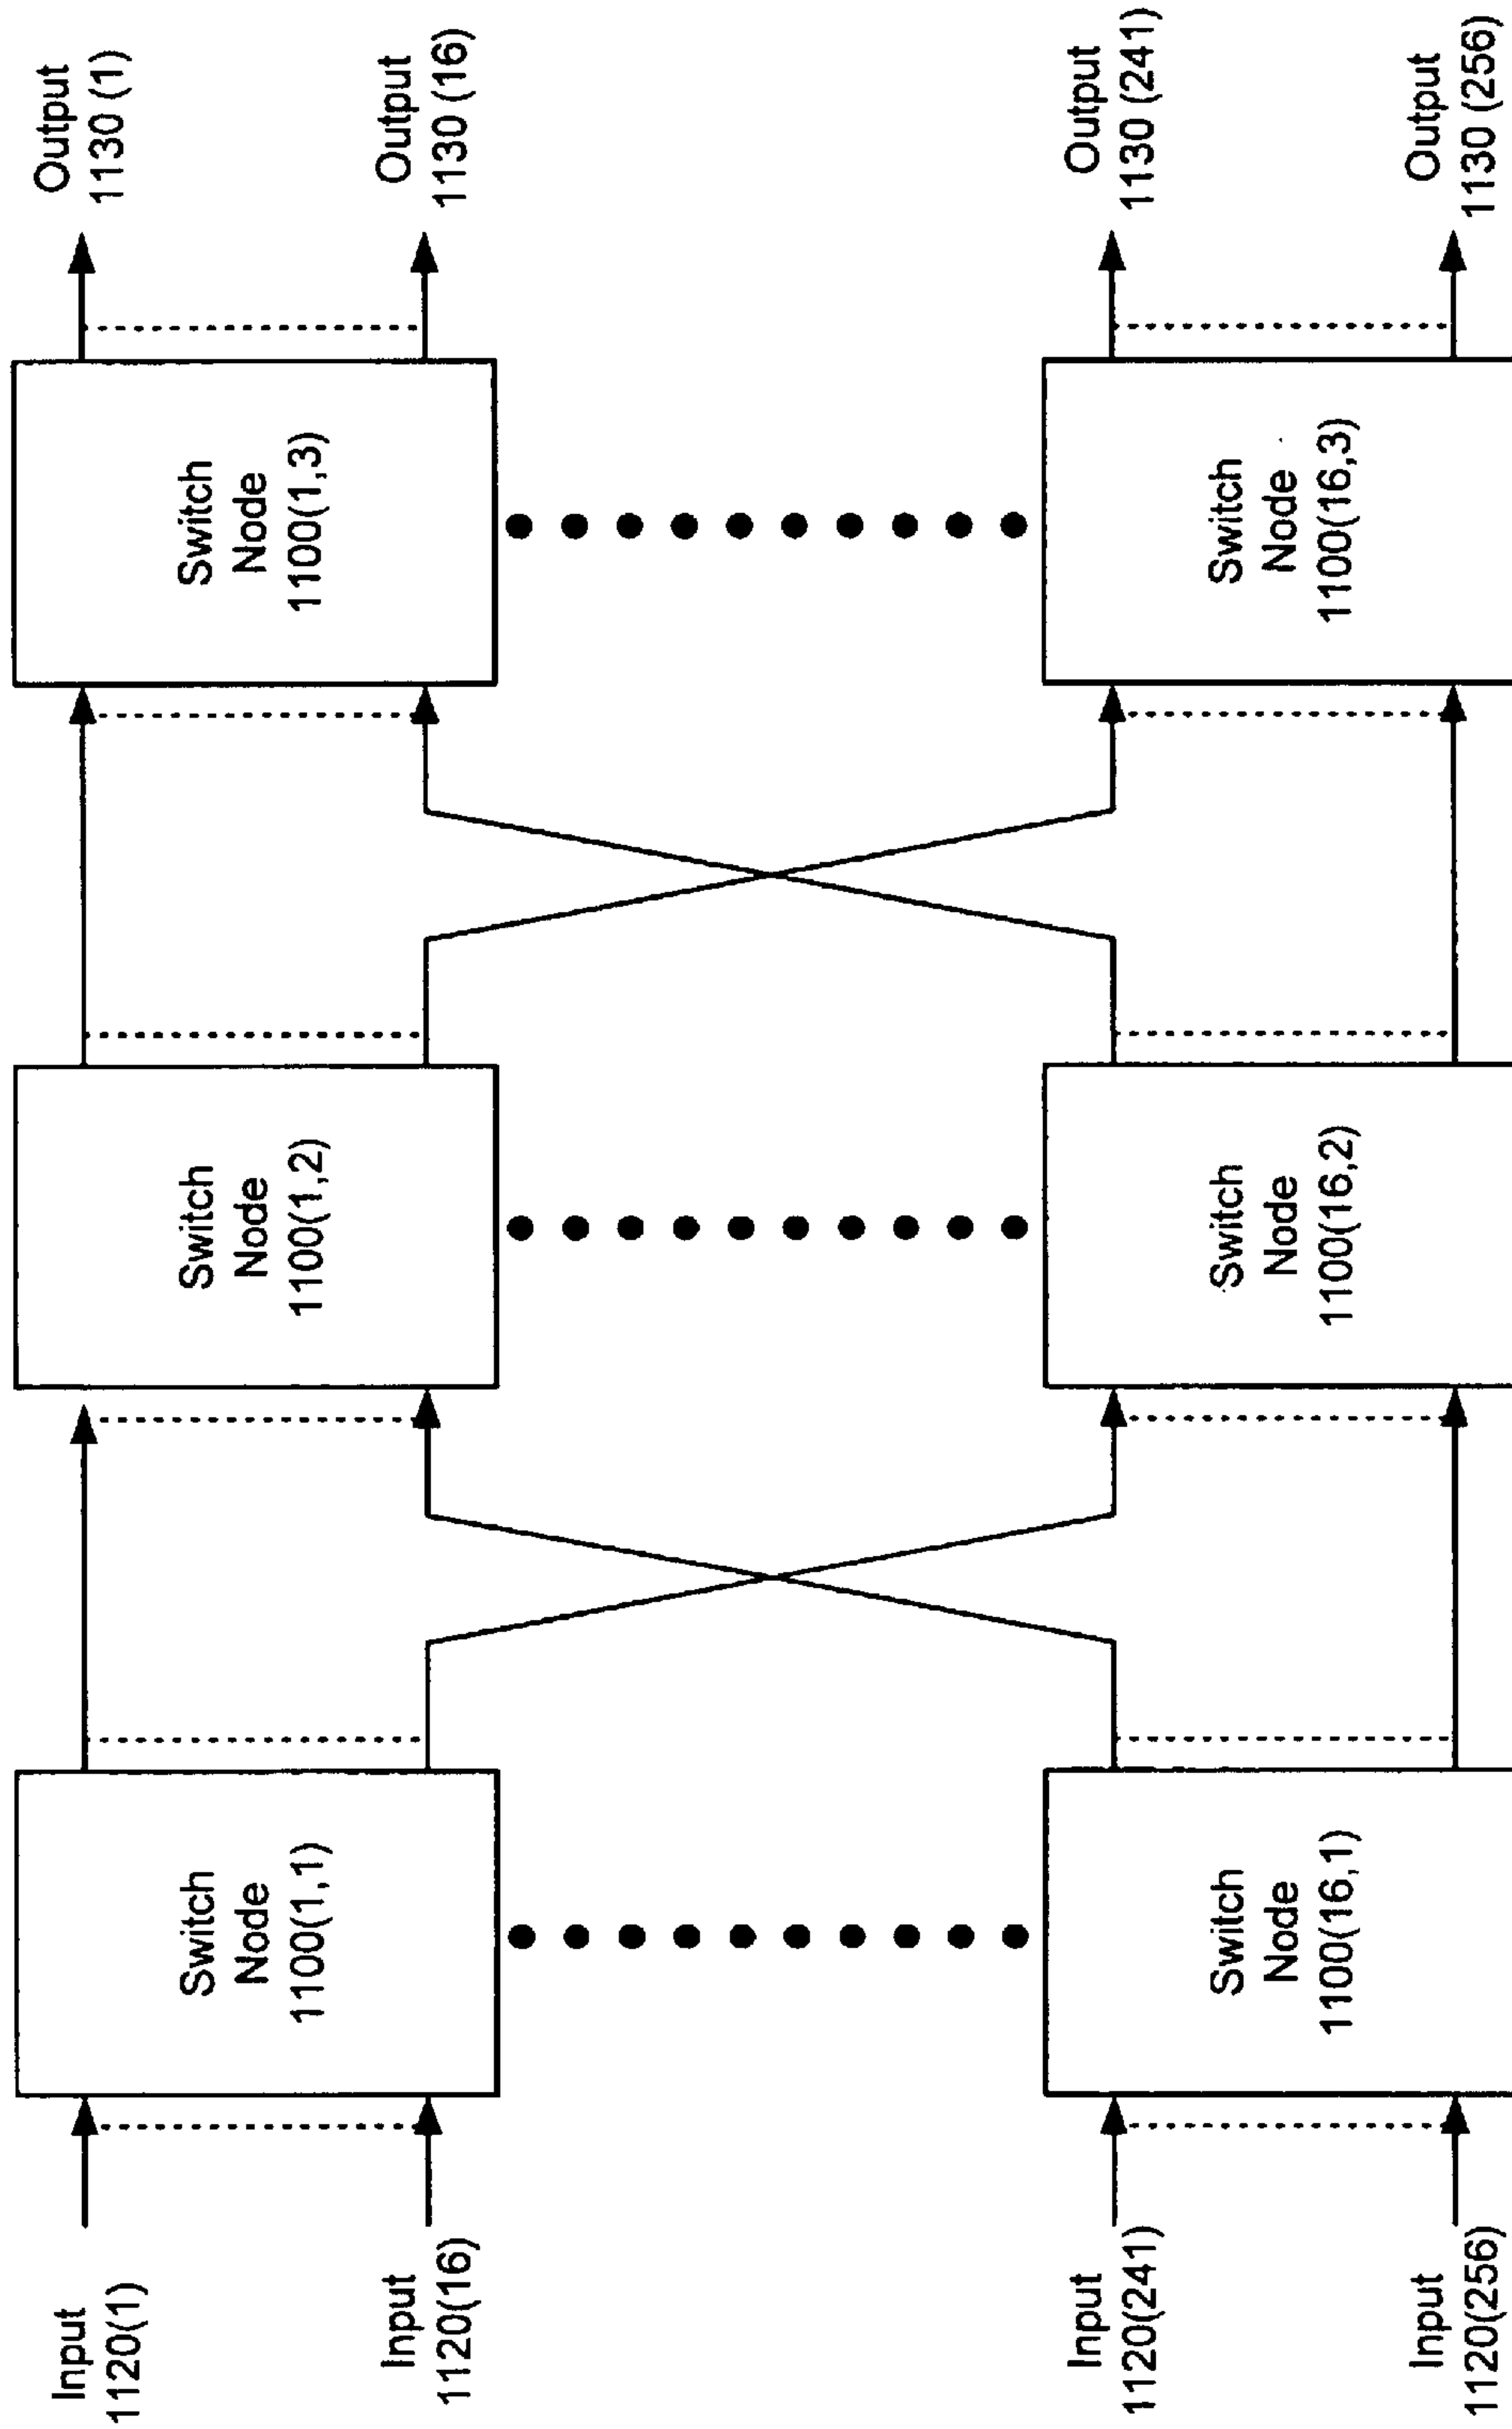 Input
1120(1)
Input
1120(16)
Input
1120(241)
Input
1120(256)
Switch
Node
1100(1,1)
Switch
Node
1100(16,1)
Switch
Node
1100(1,2)
Switch
Node
1100(16,2)
Switch
Node
1100(1,3)
Switch
Node
1100(16,3)
Output
1130 (1)
Output
1130 (16)
Output
1130 (241)
Output
1130 (256)